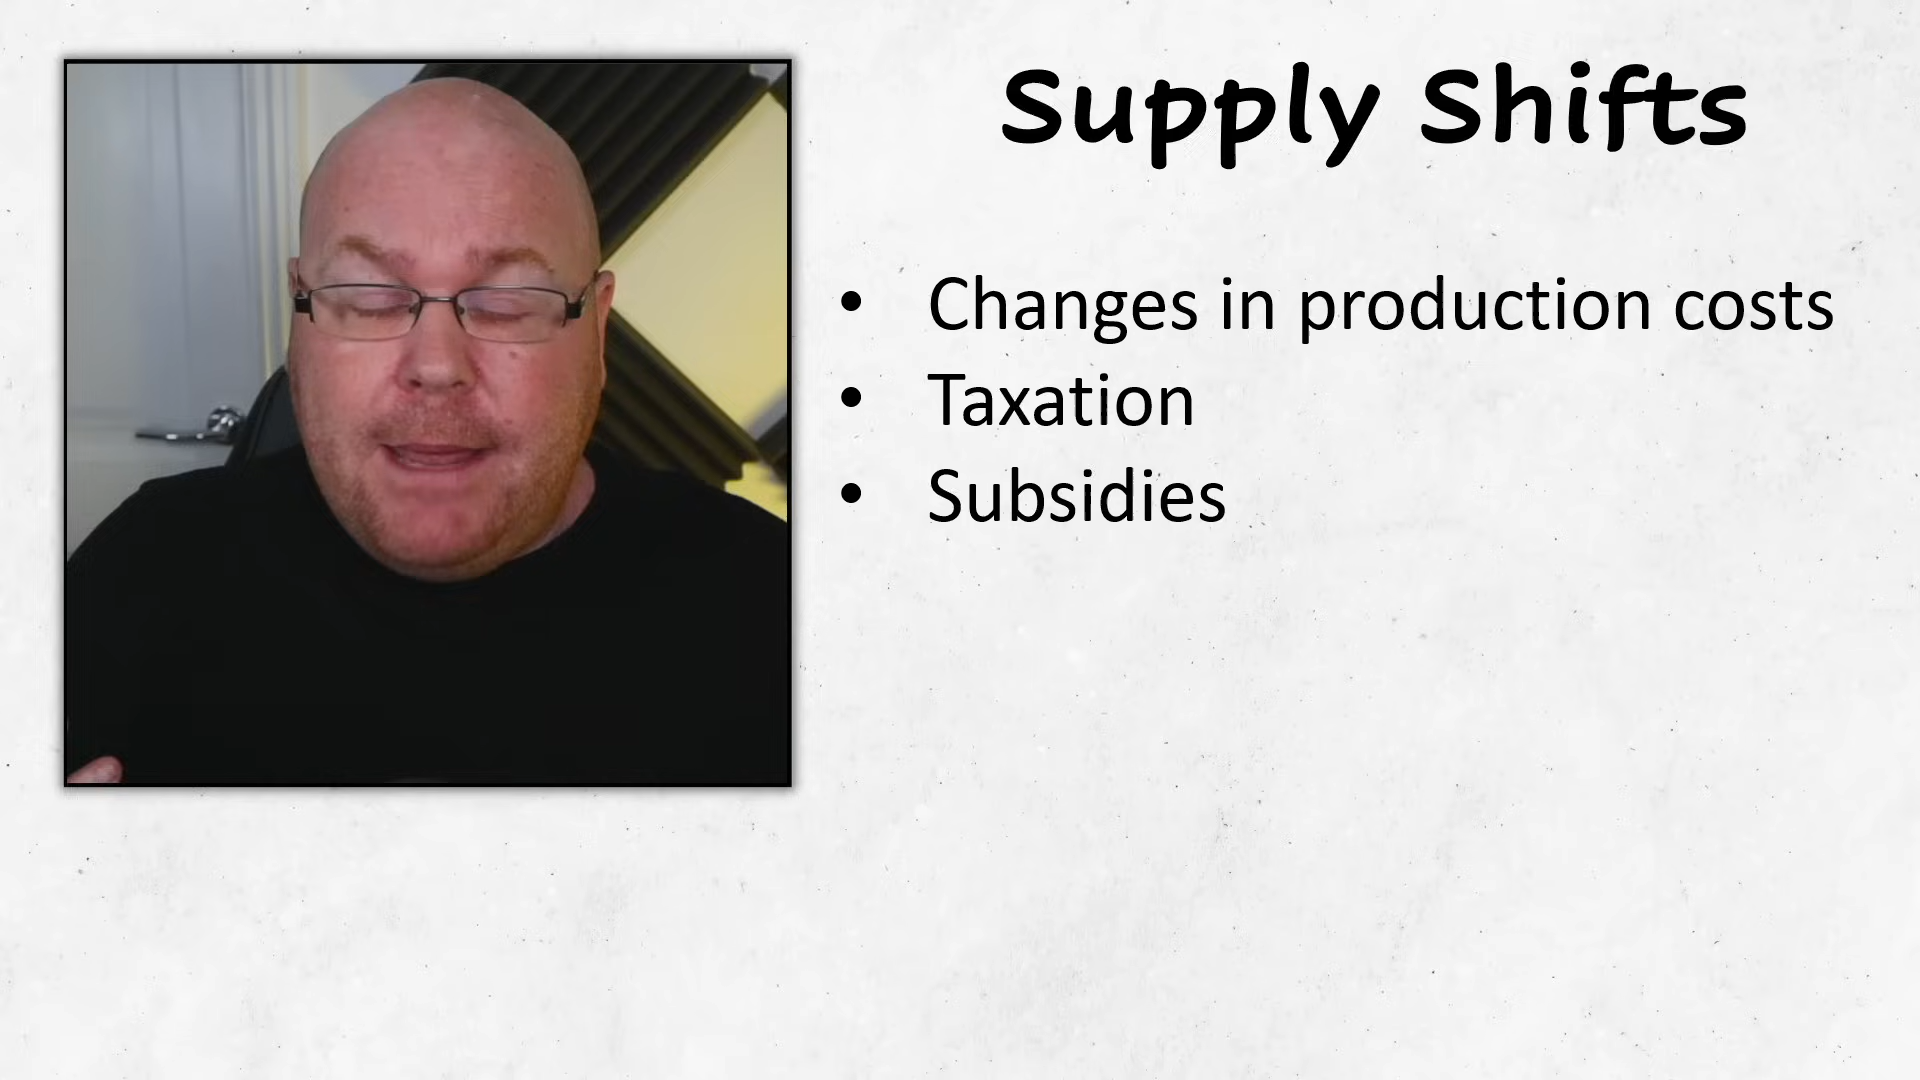 Supply Shifts
• Changes in production costs
• Taxation
• Subsidies